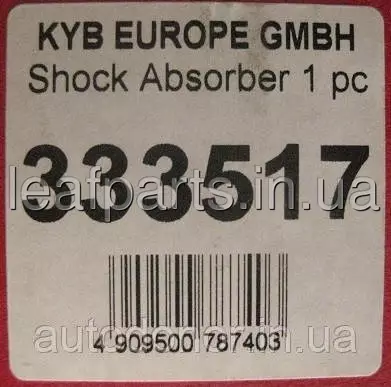 KYB EUROPE GMBH
Shock Absorber 1 pc
333517
leafparts.in.ua
4 909500 787403